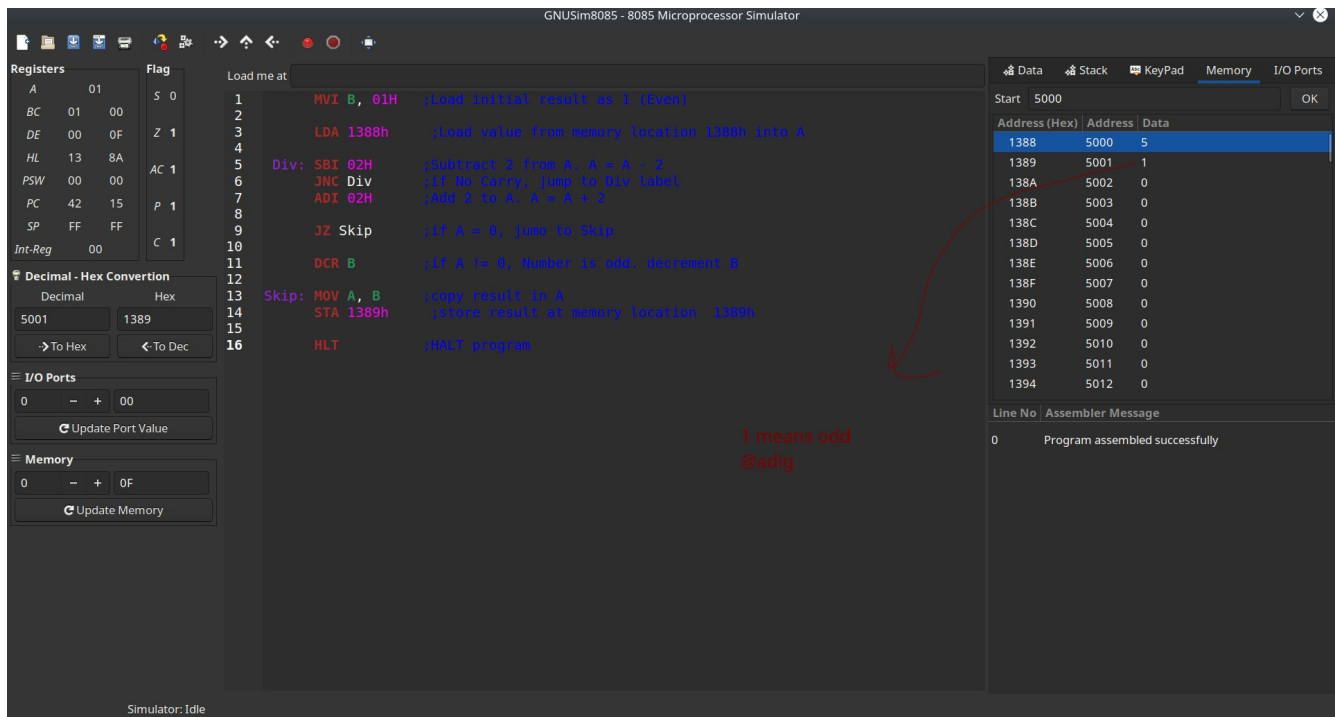 GNUSim8085 - 8085 Microprocessor Simulator
Registers
A 01
BC 01 00
DE 00 0F
HL 13 8A
PSW 00 00
PC 42 15
SP FF FF
Int-Reg 00
Flag
S 0
Z 1
AC 1
P 1
C 1
Decimal - Hex Convertion
Decimal Hex
5001 1389
To Hex To Dec
I/O Ports
0 - + 00
Update Port Value
Memory
0 - + 0F
Update Memory
Load me at
1 MVI B, 01H ;Load initial result as 1 (Even)
2
3 LDA 1388h ;Load value from memory location 1388h into A
4
5 Div: SBI 02H ;Subtract 2 from A. A = A - 2
6 JNC Div ;if No Carry, jump to Div label
7 ADI 02H ;Add 2 to A. A = A + 2
8
9 JZ Skip ;if A = 0, jumo to Skip
10
11 DCR B ;if A != 0, Number is odd. decrement B
12
13 Skip: MOV A, B ;copy result in A
14 STA 1389h ;store result at memory location 1389h
15
16 HLT ;HALT program
1 means odd
@adig
Data Stack KeyPad Memory I/O Ports
Start 5000 OK
Address (Hex) Address Data
1388 5000 5
1389 5001 1
138A 5002 0
138B 5003 0
138C 5004 0
138D 5005 0
138E 5006 0
138F 5007 0
1390 5008 0
1391 5009 0
1392 5010 0
1393 5011 0
1394 5012 0
Line No Assembler Message
0 Program assembled successfully
Simulator: Idle